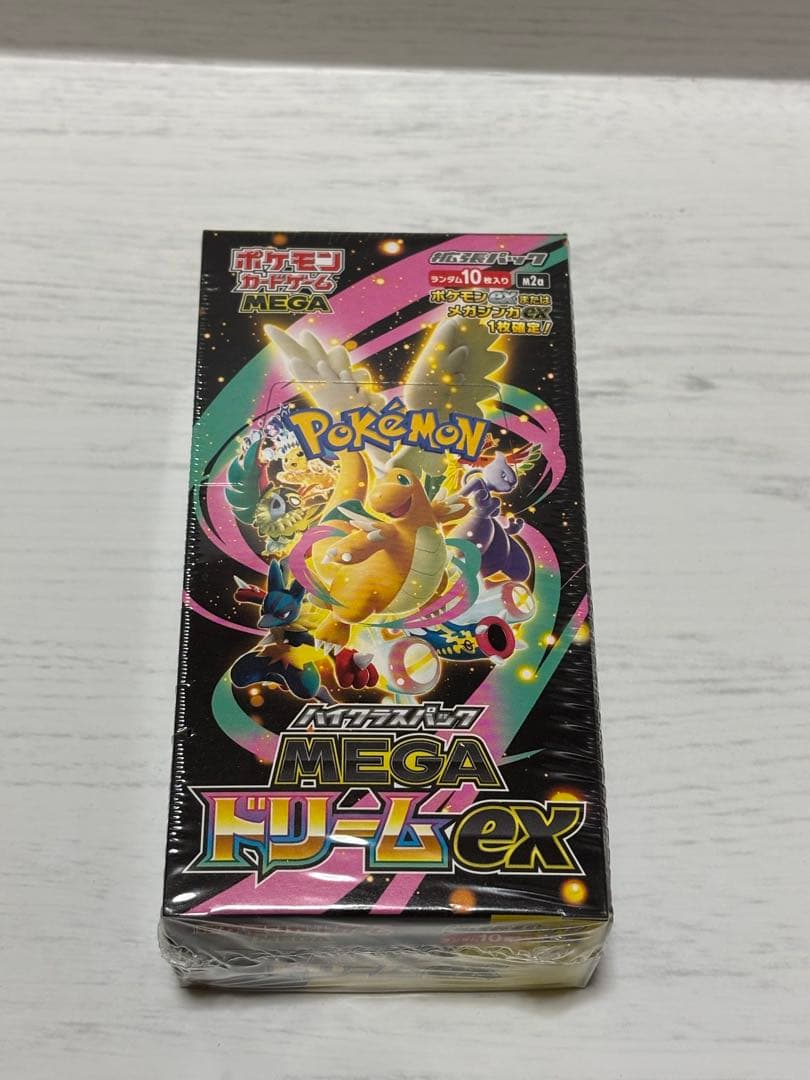 ポケモン
カードゲーム
MEGA
拡張パック
ランダム10枚入り M2a
ポケモンexまたは
メガシンカex
1枚確定!
POKéMON
ハイクラスパック
MEGA
ドリームex